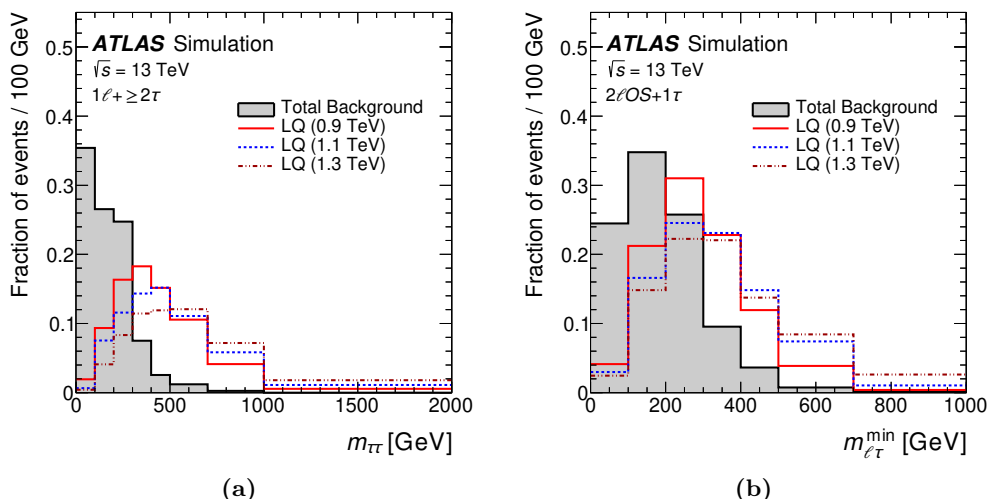 Fraction of events / 100 GeV
0.5
0.4
0.3
0.2
0.1
0
ATLAS Simulation
√s = 13 TeV
1ℓ+≥2τ
Total Background
LQ (0.9 TeV)
LQ (1.1 TeV)
LQ (1.3 TeV)
0 500 1000 1500 2000
mττ [GeV]
(a)
Fraction of events / 100 GeV
0.5
0.4
0.3
0.2
0.1
0
ATLAS Simulation
√s = 13 TeV
2ℓOS+1τ
Total Background
LQ (0.9 TeV)
LQ (1.1 TeV)
LQ (1.3 TeV)
0 200 400 600 800 1000
m^min_ℓτ [GeV]
(b)